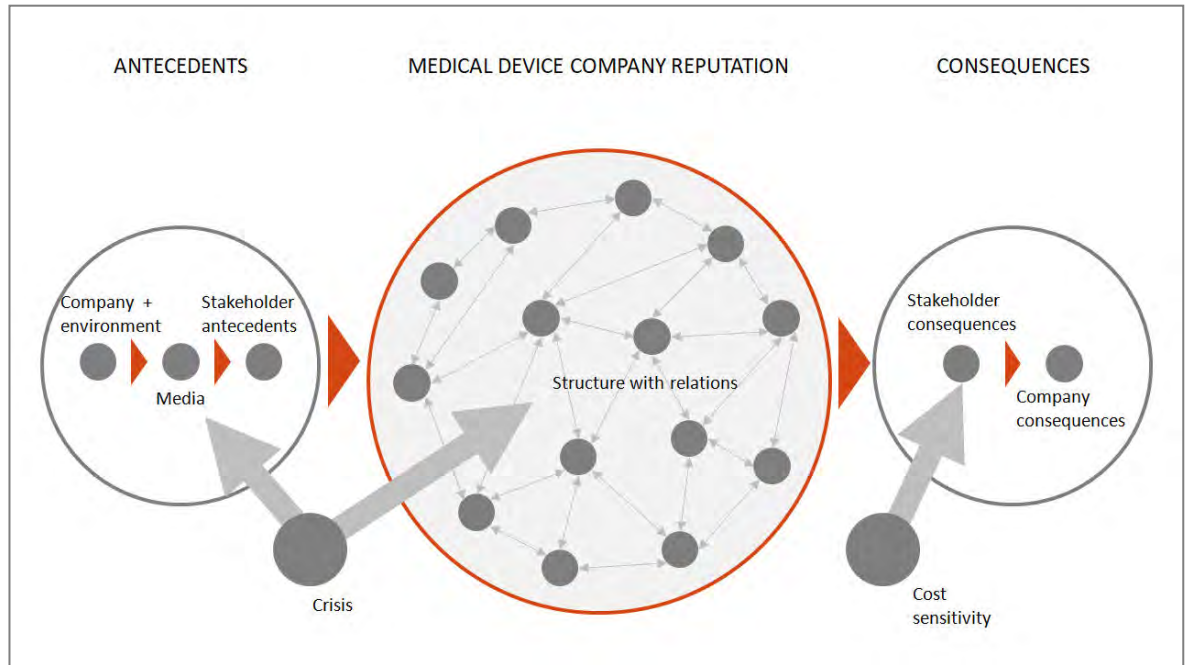 ANTECEDENTS
MEDICAL DEVICE COMPANY REPUTATION
CONSEQUENCES
Company +
environment
Stakeholder
antecedents
Media
Structure with relations
Stakeholder
consequences
Company
consequences
Crisis
Cost
sensitivity